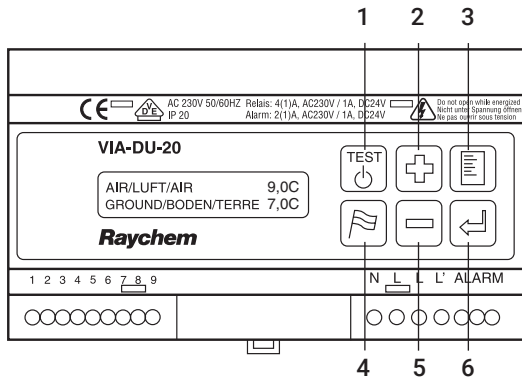 1 2 3
CE VDE AC 230V 50/60HZ Relais: 4(1)A, AC230V / 1A, DC24V Do not open while energized
IP 20 Alarm: 2(1)A, AC230V / 1A, DC24V Nicht unter Spannung öffnen
Ne pas ouvrir sous tension
VIA-DU-20
TEST
AIR/LUFT/AIR 9,0C
GROUND/BODEN/TERRE 7,0C
Raychem
1 2 3 4 5 6 7 8 9 N L L L' ALARM
4 5 6